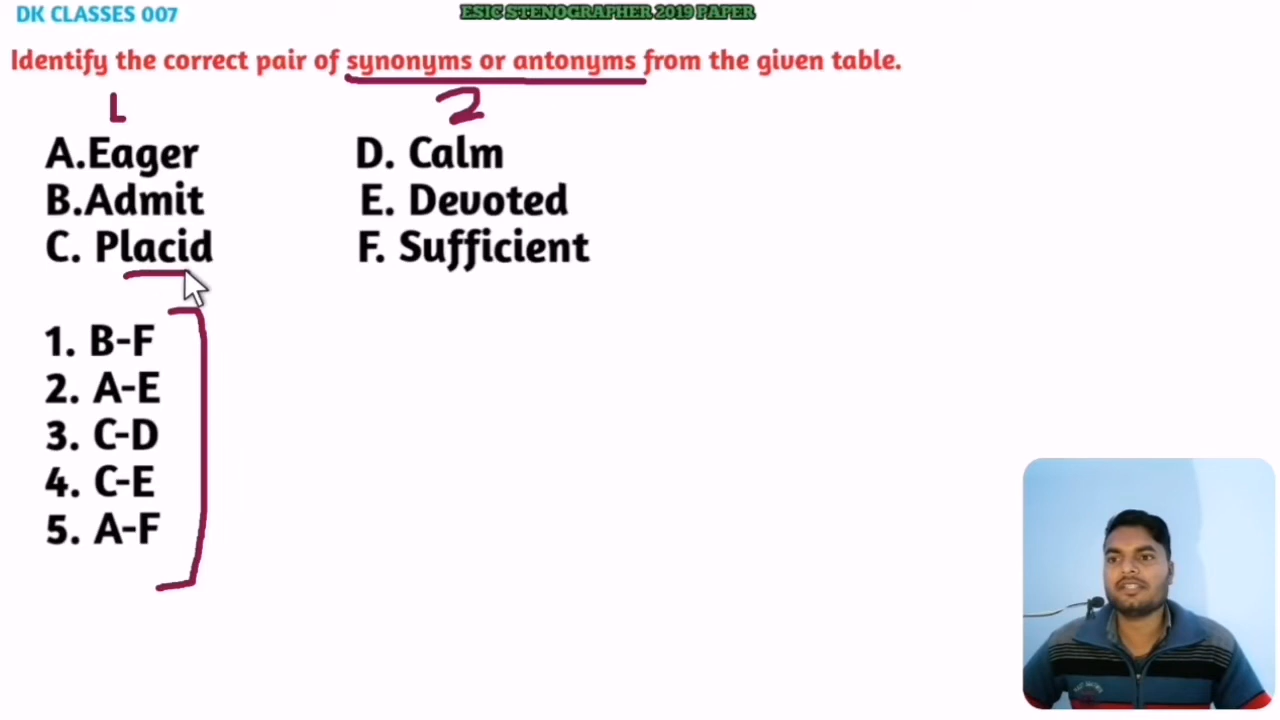 DK CLASSES 007
ESIC STENOGRAPHER 2019 PAPER
Identify the correct pair of synonyms or antonyms from the given table.
1 2
A.Eager D. Calm
B.Admit E. Devoted
C. Placid F. Sufficient
1. B-F
2. A-E
3. C-D
4. C-E
5. A-F